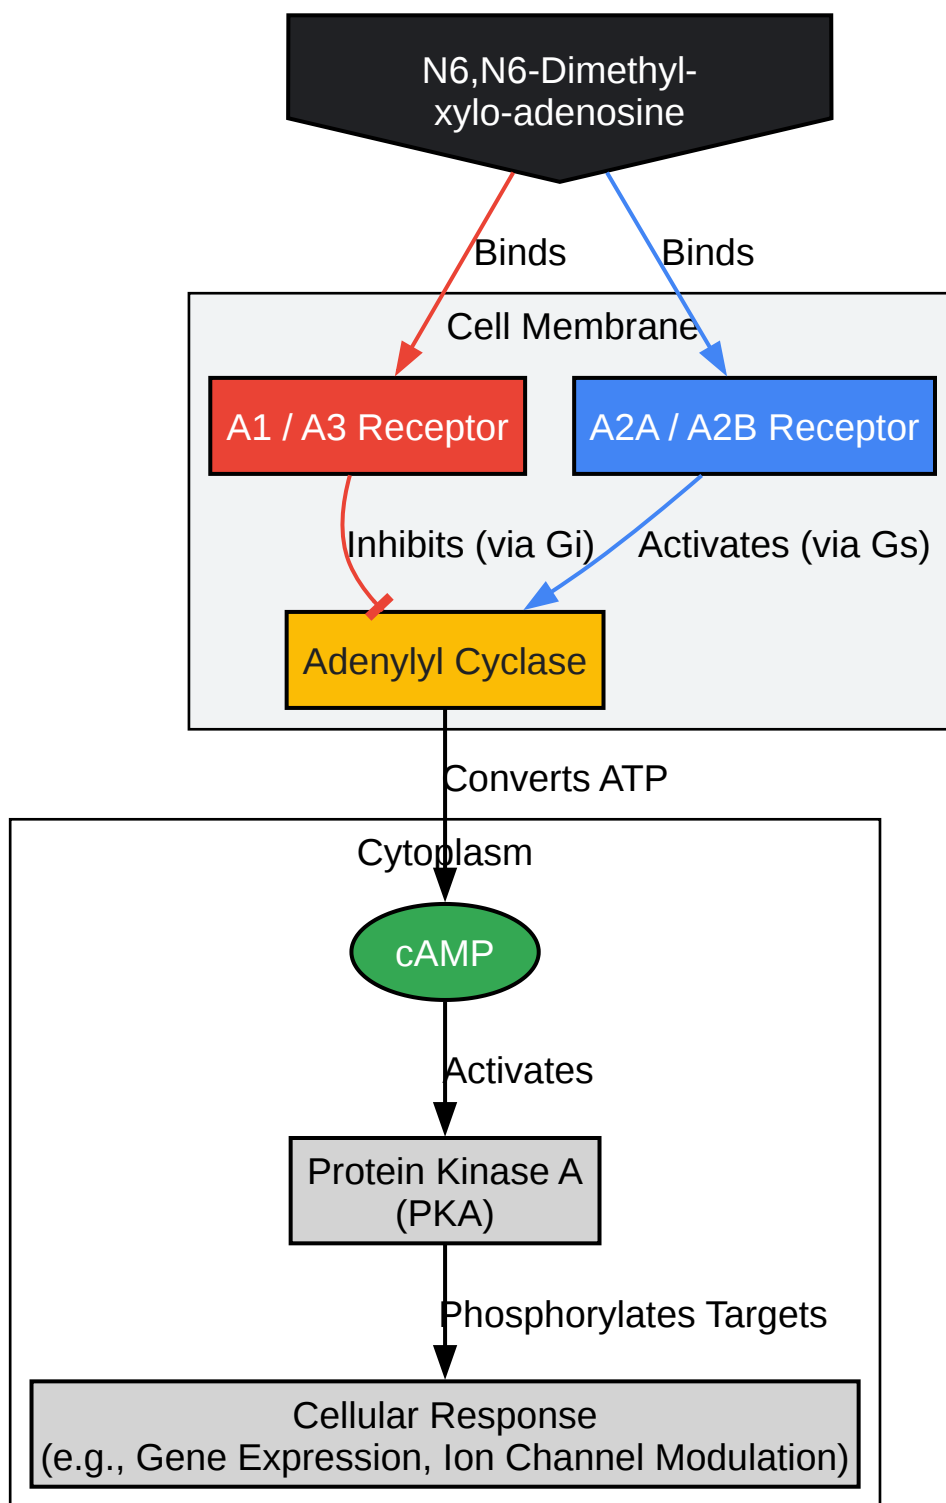 N6,N6-Dimethyl-
xylo-adenosine
Binds
Binds
Cell Membrane
A1 / A3 Receptor
A2A / A2B Receptor
Inhibits (via Gi)
Activates (via Gs)
Adenylyl Cyclase
Converts ATP
Cytoplasm
cAMP
Activates
Protein Kinase A
(PKA)
Phosphorylates Targets
Cellular Response
(e.g., Gene Expression, Ion Channel Modulation)